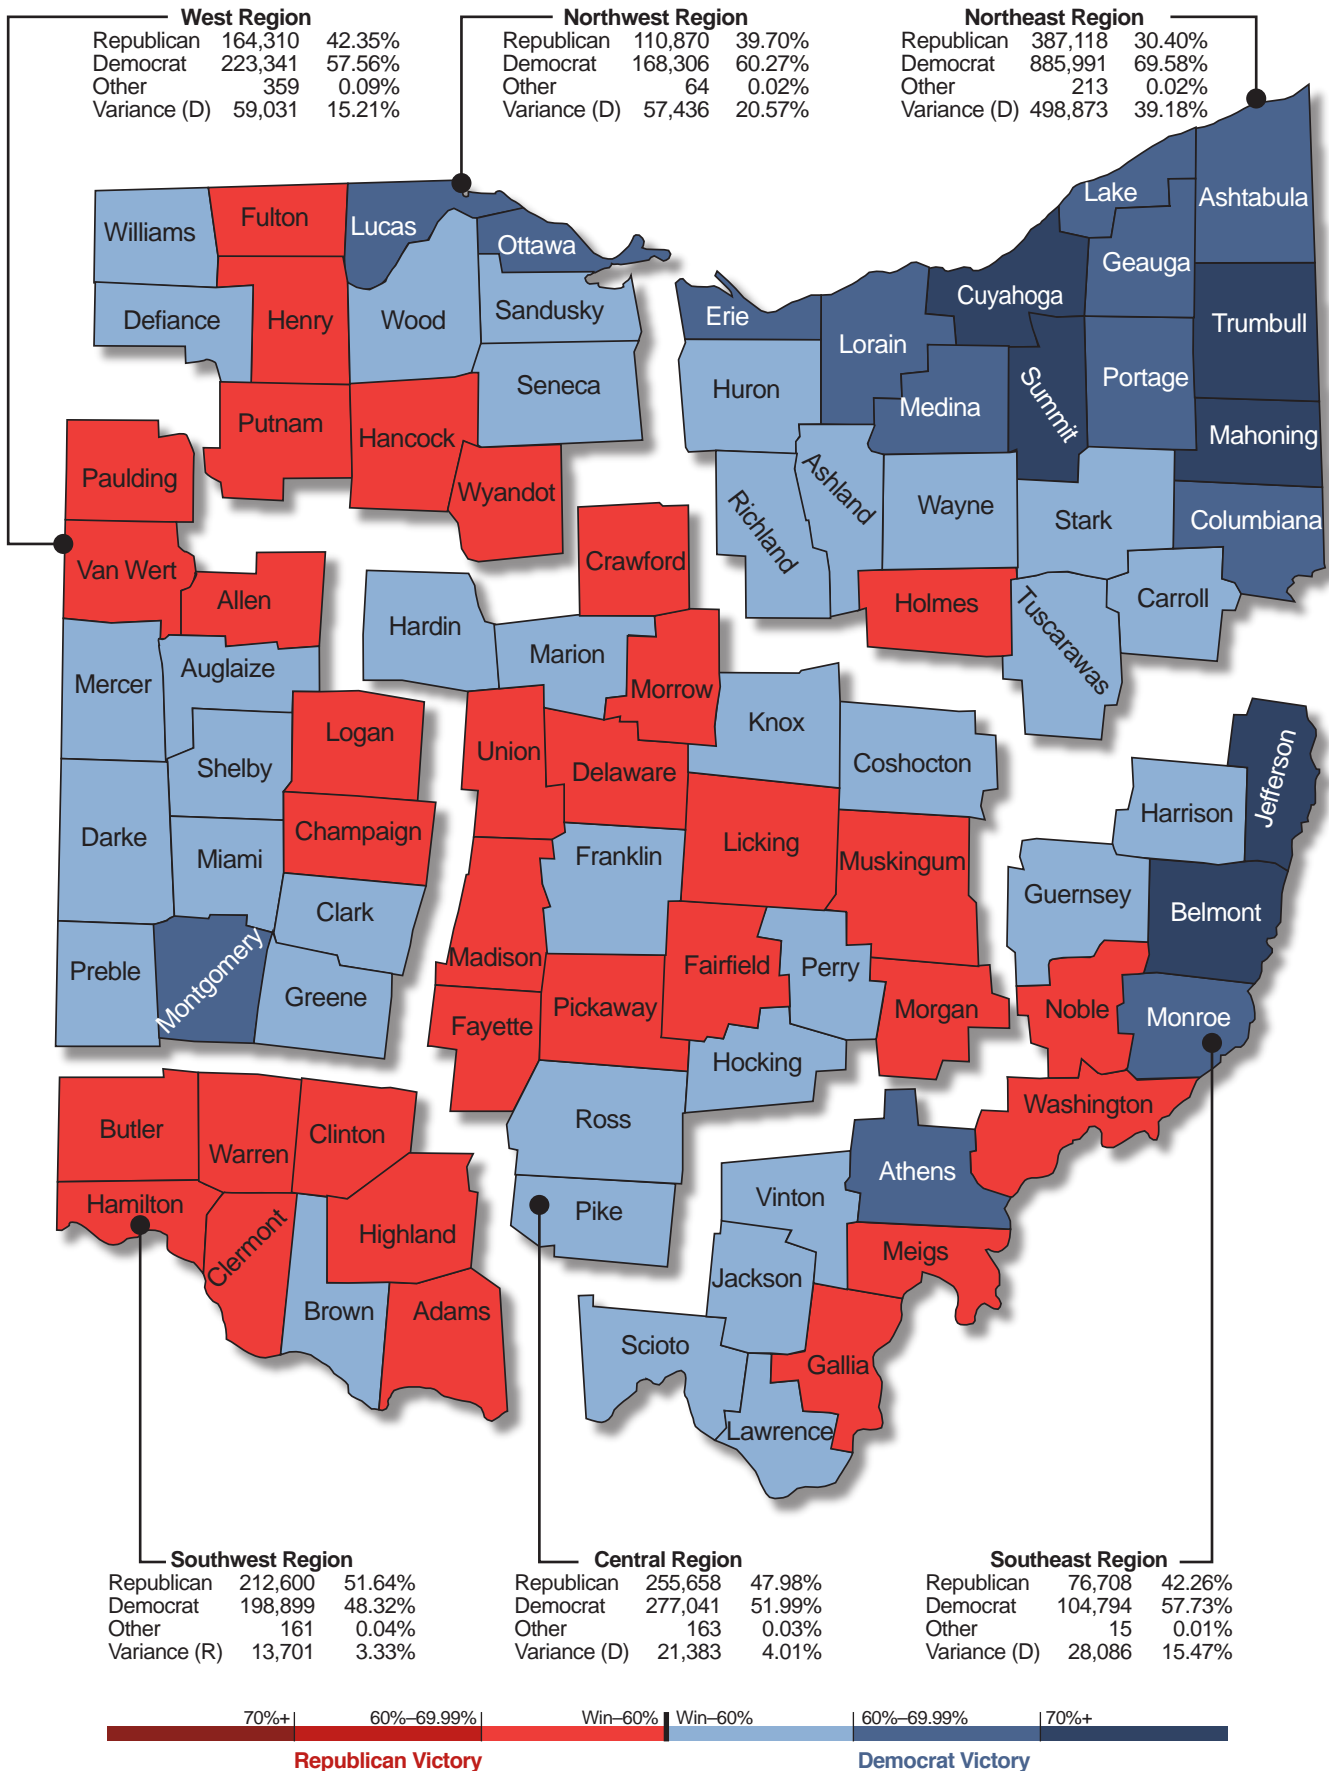 West Region
Republican 164,310 42.35%
Democrat 223,341 57.56%
Other 359 0.09%
Variance (D) 59,031 15.21%
Northwest Region
Republican 110,870 39.70%
Democrat 168,306 60.27%
Other 64 0.02%
Variance (D) 57,436 20.57%
Northeast Region
Republican 387,118 30.40%
Democrat 885,991 69.58%
Other 213 0.02%
Variance (D) 498,873 39.18%
Williams
Fulton
Lucas
Ottawa
Defiance
Henry
Wood
Sandusky
Seneca
Putnam
Hancock
Wyandot
Lake
Ashtabula
Geauga
Cuyahoga
Trumbull
Erie
Lorain
Huron
Medina
Summit
Portage
Mahoning
Richland
Ashland
Wayne
Stark
Columbiana
Holmes
Tuscarawas
Carroll
Paulding
Van Wert
Allen
Mercer
Auglaize
Logan
Shelby
Champaign
Darke
Miami
Clark
Preble
Montgomery
Greene
Crawford
Hardin
Marion
Morrow
Knox
Union
Delaware
Coshocton
Licking
Franklin
Muskingum
Madison
Fairfield
Perry
Pickaway
Morgan
Fayette
Hocking
Ross
Pike
Jefferson
Harrison
Guernsey
Belmont
Noble
Monroe
Washington
Athens
Vinton
Meigs
Jackson
Gallia
Scioto
Lawrence
Butler
Warren
Clinton
Hamilton
Clermont
Highland
Brown
Adams
Southwest Region
Republican 212,600 51.64%
Democrat 198,899 48.32%
Other 161 0.04%
Variance (R) 13,701 3.33%
Central Region
Republican 255,658 47.98%
Democrat 277,041 51.99%
Other 163 0.03%
Variance (D) 21,383 4.01%
Southeast Region
Republican 76,708 42.26%
Democrat 104,794 57.73%
Other 15 0.01%
Variance (D) 28,086 15.47%
70%+ 60%–69.99% Win–60% Win–60% 60%–69.99% 70%+
Republican Victory Democrat Victory